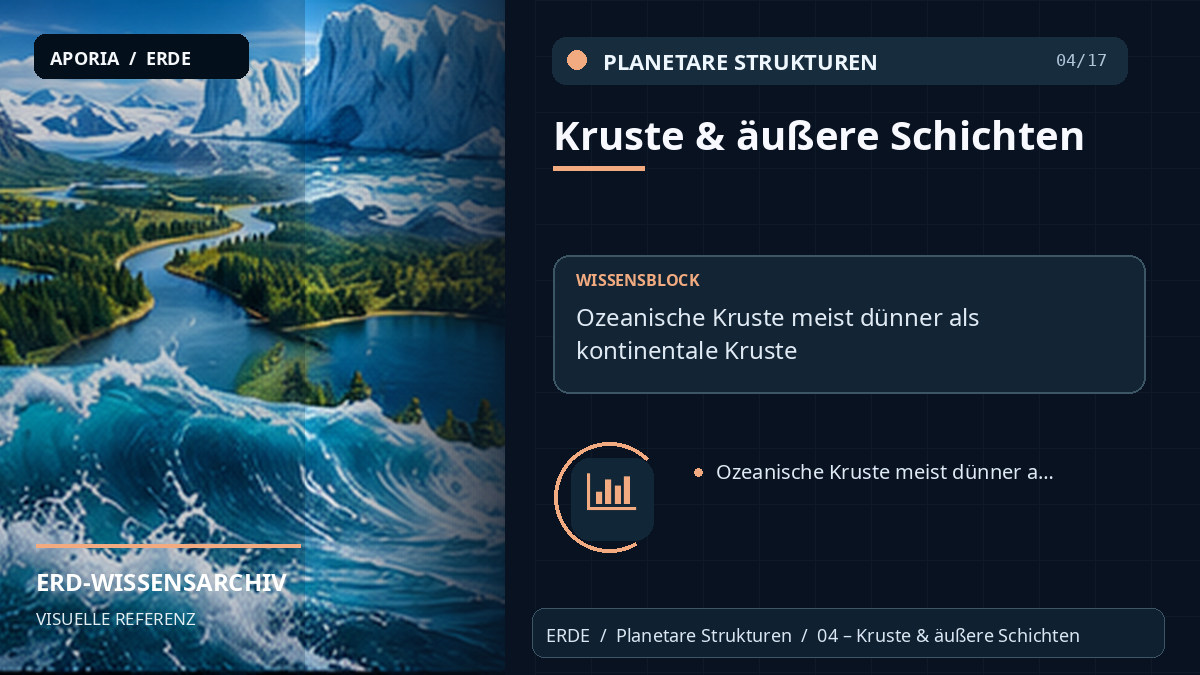 APORIA / ERDE
PLANETARE STRUKTUREN
04/17
Kruste & äußere Schichten
WISSENSBLOCK
Ozeanische Kruste meist dünner als
kontinentale Kruste
Ozeanische Kruste meist dünner a...
ERD-WISSENSARCHIV
VISUELLE REFERENZ
ERDE / Planetare Strukturen / 04 – Kruste & äußere Schichten